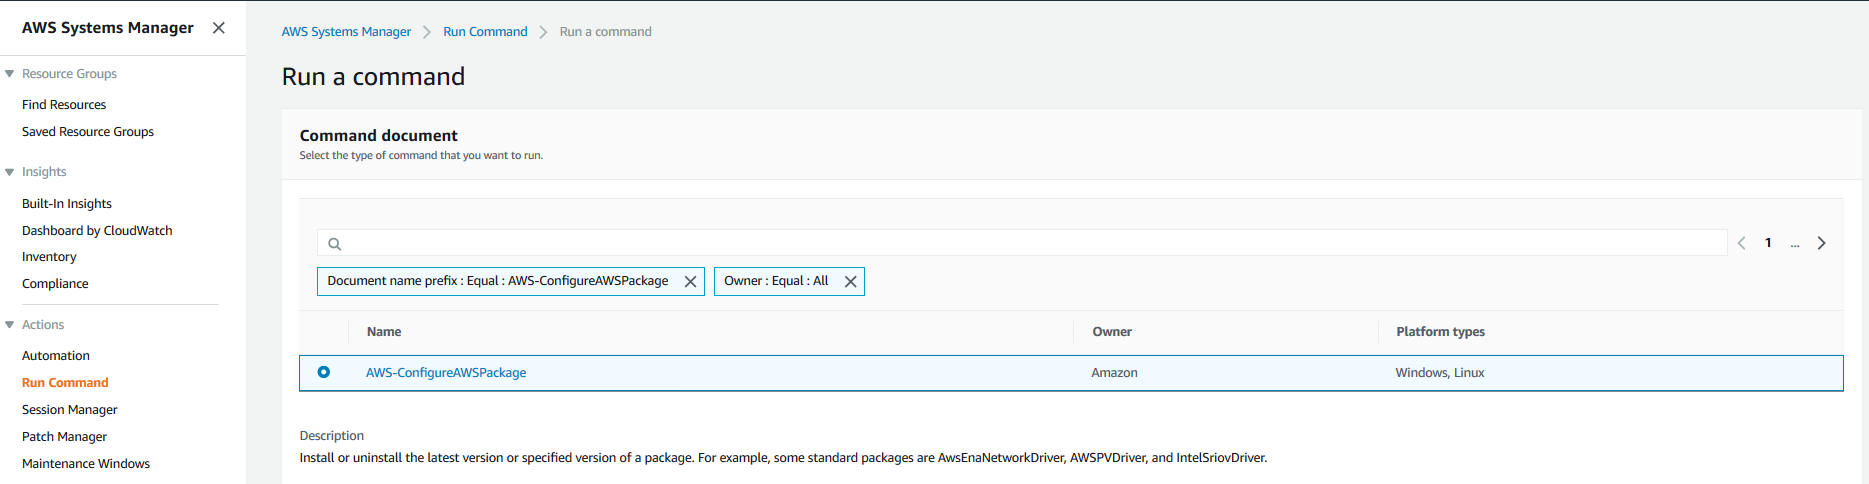 AWS Systems Manager
Resource Groups
Find Resources
Saved Resource Groups
Insights
Built-In Insights
Dashboard by CloudWatch
Inventory
Compliance
Actions
Automation
Run Command
Session Manager
Patch Manager
Maintenance Windows
AWS Systems Manager > Run Command > Run a command
Run a command
Command document
Select the type of command that you want to run.
1 ...
Document name prefix : Equal : AWS-ConfigureAWSPackage
Owner : Equal : All
Name Owner Platform types
AWS-ConfigureAWSPackage Amazon Windows, Linux
Description
Install or uninstall the latest version or specified version of a package. For example, some standard packages are AwsEnaNetworkDriver, AWSPVDriver, and IntelSriovDriver.